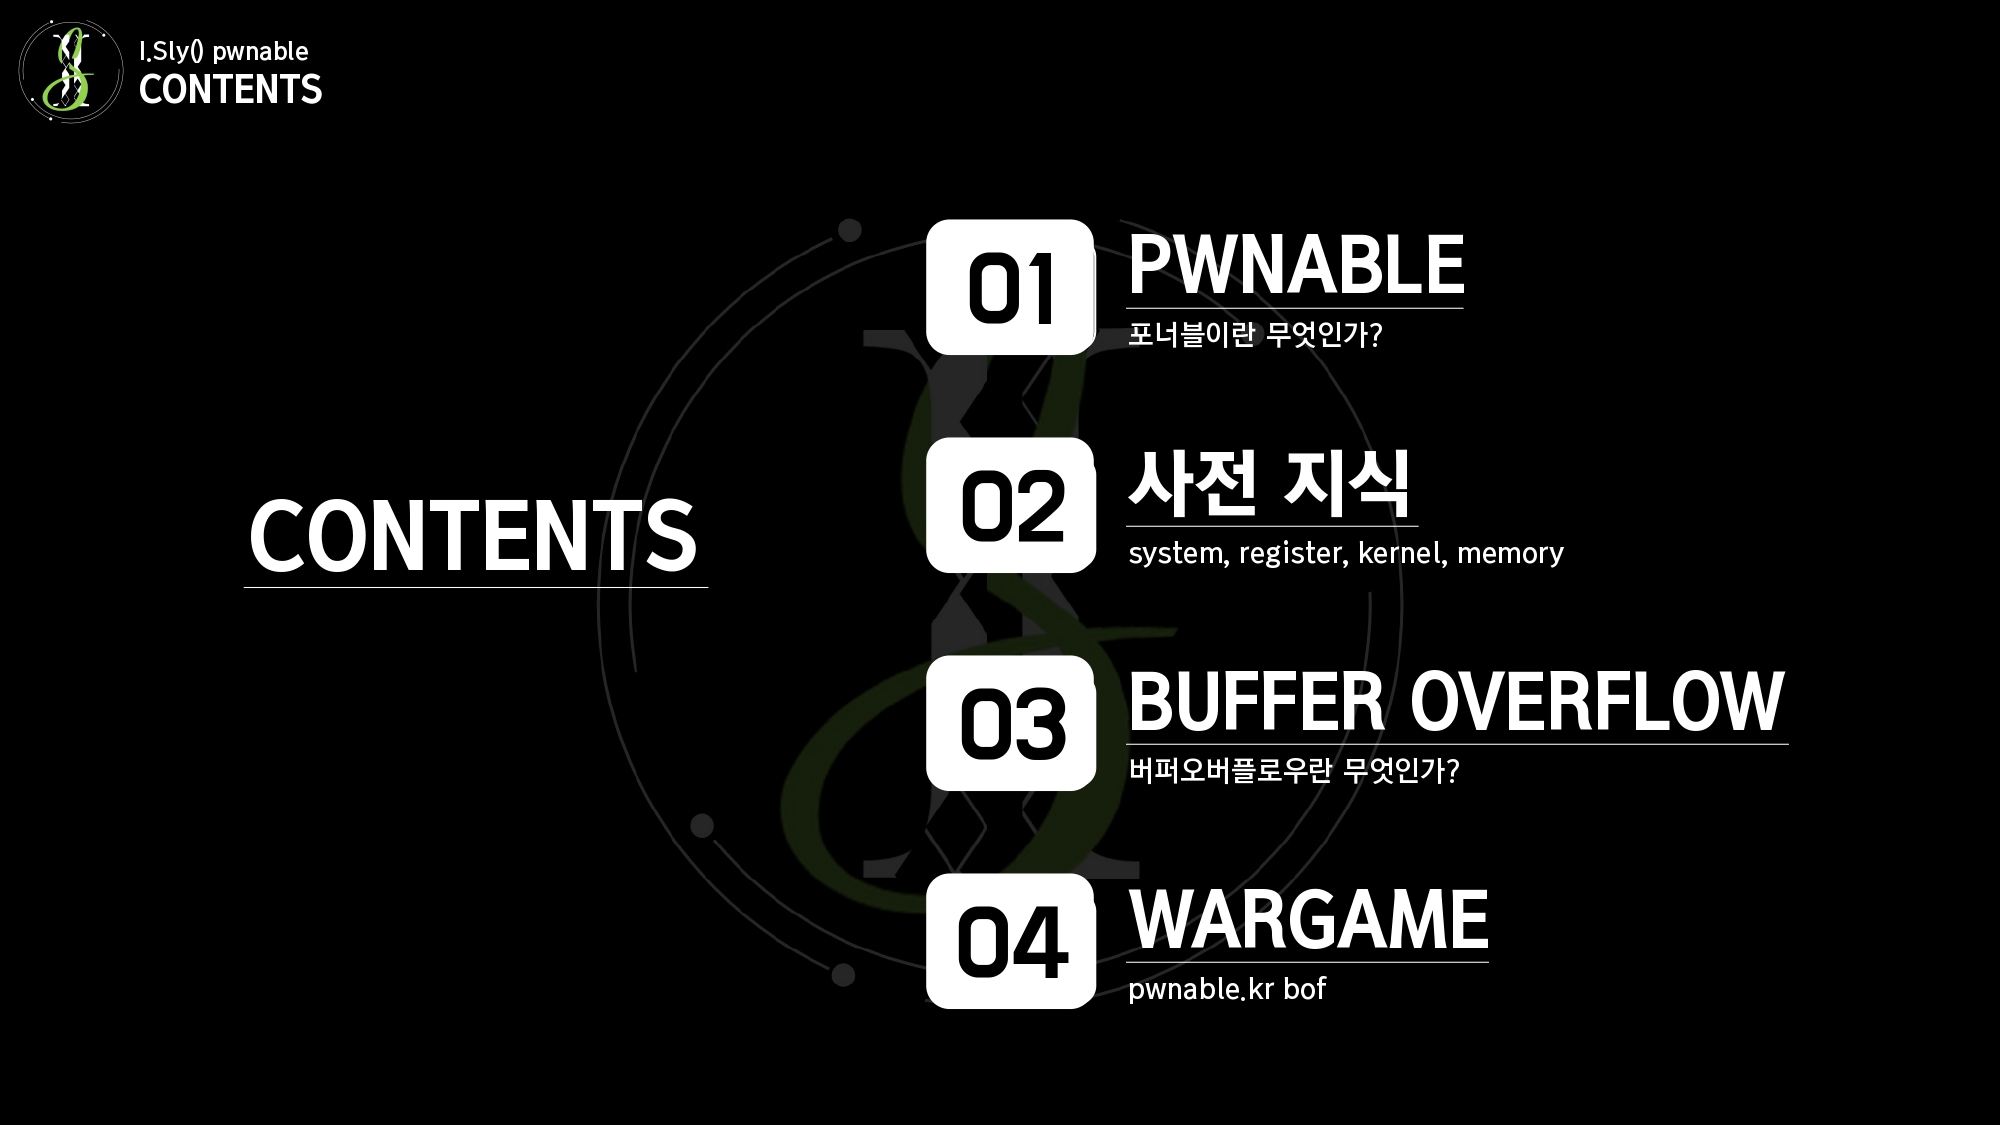 I.Sly() pwnable
CONTENTS
CONTENTS
01
PWNABLE
포너블이란 무엇인가?
02
사전 지식
system, register, kernel, memory
03
BUFFER OVERFLOW
버퍼오버플로우란 무엇인가?
04
WARGAME
pwnable.kr bof